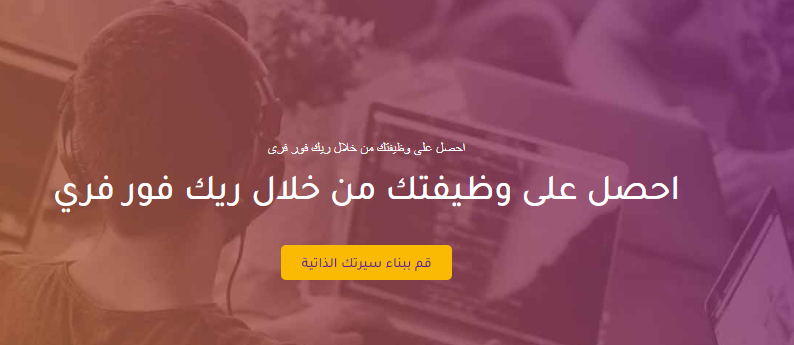 احصل على وظيفتك من خلال ريك فور فرى
احصل على وظيفتك من خلال ريك فور فري
قم ببناء سيرتك الذاتية